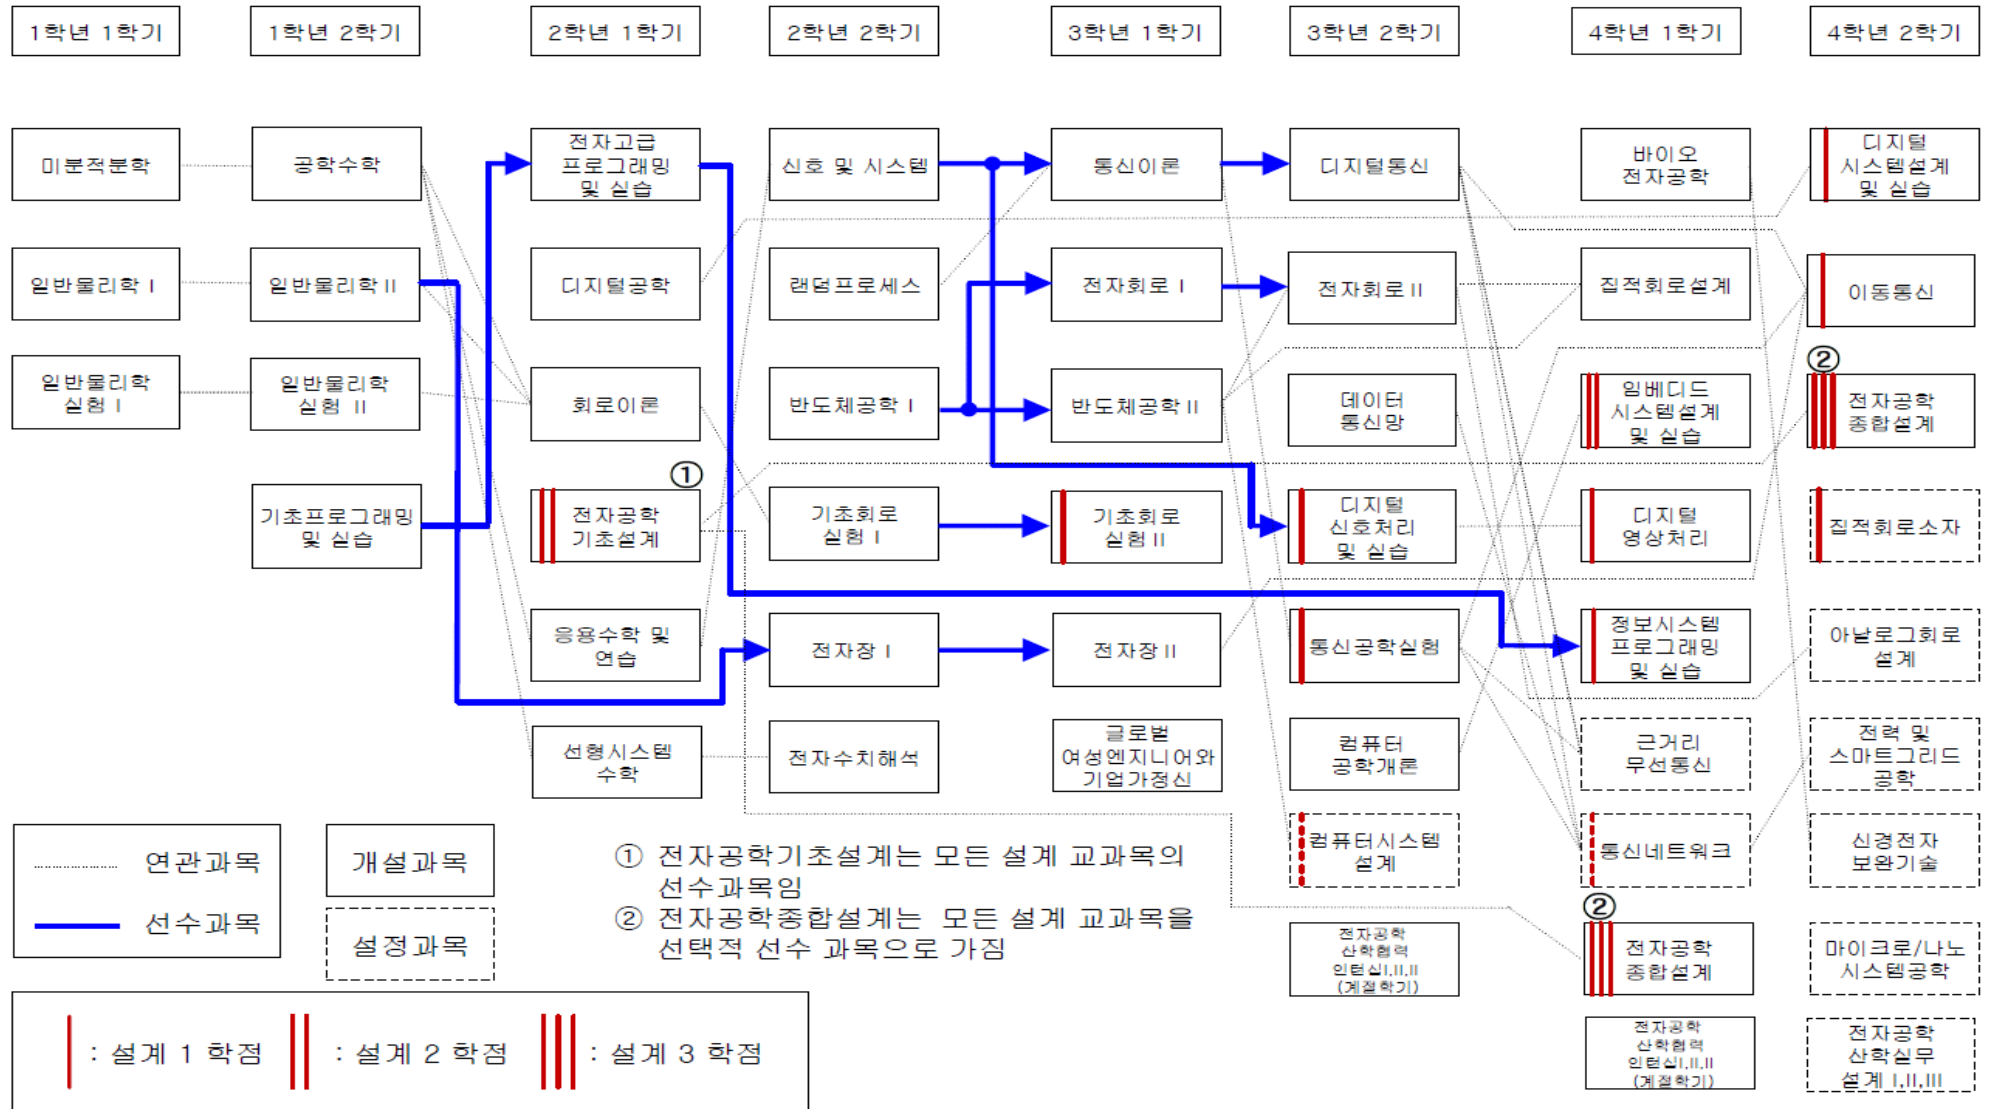 1학년 1학기
1학년 2학기
2학년 1학기
2학년 2학기
3학년 1학기
3학년 2학기
4학년 1학기
4학년 2학기
미분적분학
공학수학
전자고급
프로그래밍
및 실습
신호 및 시스템
통신이론
디지털통신
바이오
전자공학
디지털
시스템설계
및 실습
일반물리학 I
일반물리학 II
디지털공학
랜덤프로세스
전자회로 I
전자회로 II
집적회로설계
이동통신
일반물리학
실험 I
일반물리학
실험 II
회로이론
반도체공학 I
반도체공학 II
데이터
통신망
임베디드
시스템설계
및 실습
②
전자공학
종합설계
기초프로그래밍
및 실습
①
전자공학
기초설계
기초회로
실험 I
기초회로
실험 II
디지털
신호처리
및 실습
디지털
영상처리
집적회로소자
응용수학 및
연습
전자장 I
전자장 II
통신공학실험
정보시스템
프로그래밍
및 실습
아날로그회로
설계
선형시스템
수학
전자수치해석
글로벌
여성엔지니어와
기업가정신
컴퓨터
공학개론
근거리
무선통신
전력 및
스마트그리드
공학
컴퓨터시스템
설계
통신네트워크
신경전자
보완기술
전자공학
산학협력
인턴십I,II,II
(계절학기)
②
전자공학
종합설계
마이크로/나노
시스템공학
전자공학
산학협력
인턴십I,II,II
(계절학기)
전자공학
산학실무
설계 I,II,III
연관과목
선수과목
개설과목
설정과목
① 전자공학기초설계는 모든 설계 교과목의
선수과목임
② 전자공학종합설계는 모든 설계 교과목을
선택적 선수 과목으로 가짐
: 설계 1 학점
: 설계 2 학점
: 설계 3 학점